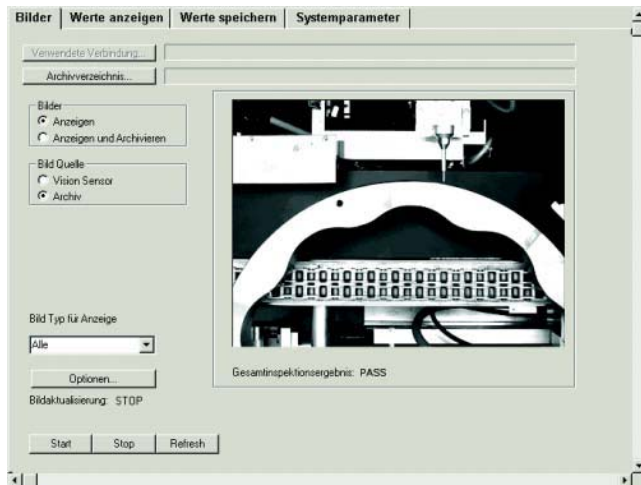 Bilder Werte anzeigen Werte speichern Systemparameter
Verwendete Verbindung...
Archivverzeichnis...
Bilder
Anzeigen
Anzeigen und Archivieren
Bild Quelle
Vision Sensor
Archiv
Bild Typ für Anzeige
Alle
Optionen...
Gesamtinspektionsergebnis: PASS
Bildaktualisierung: STOP
Start Stop Refresh